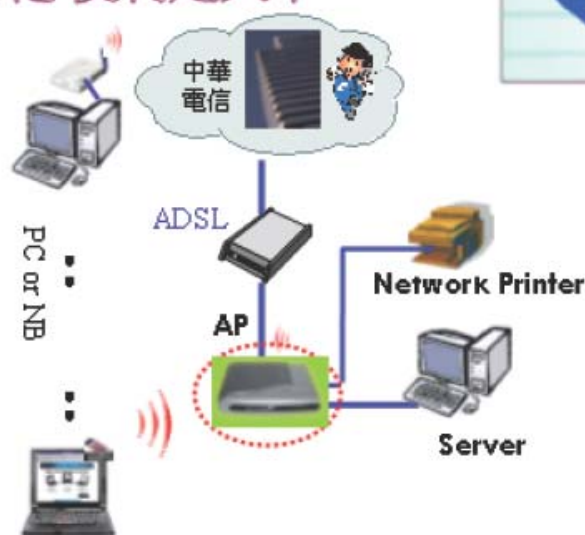 中華
電信
ADSL
PC or NB
Network Printer
AP
Server